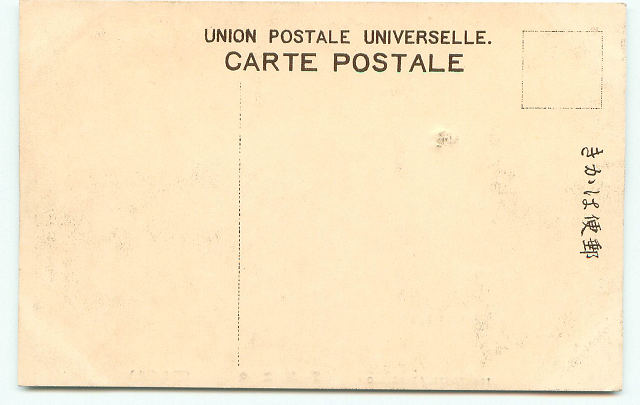 UNION POSTALE UNIVERSELLE.
CARTE POSTALE
郵便はかき